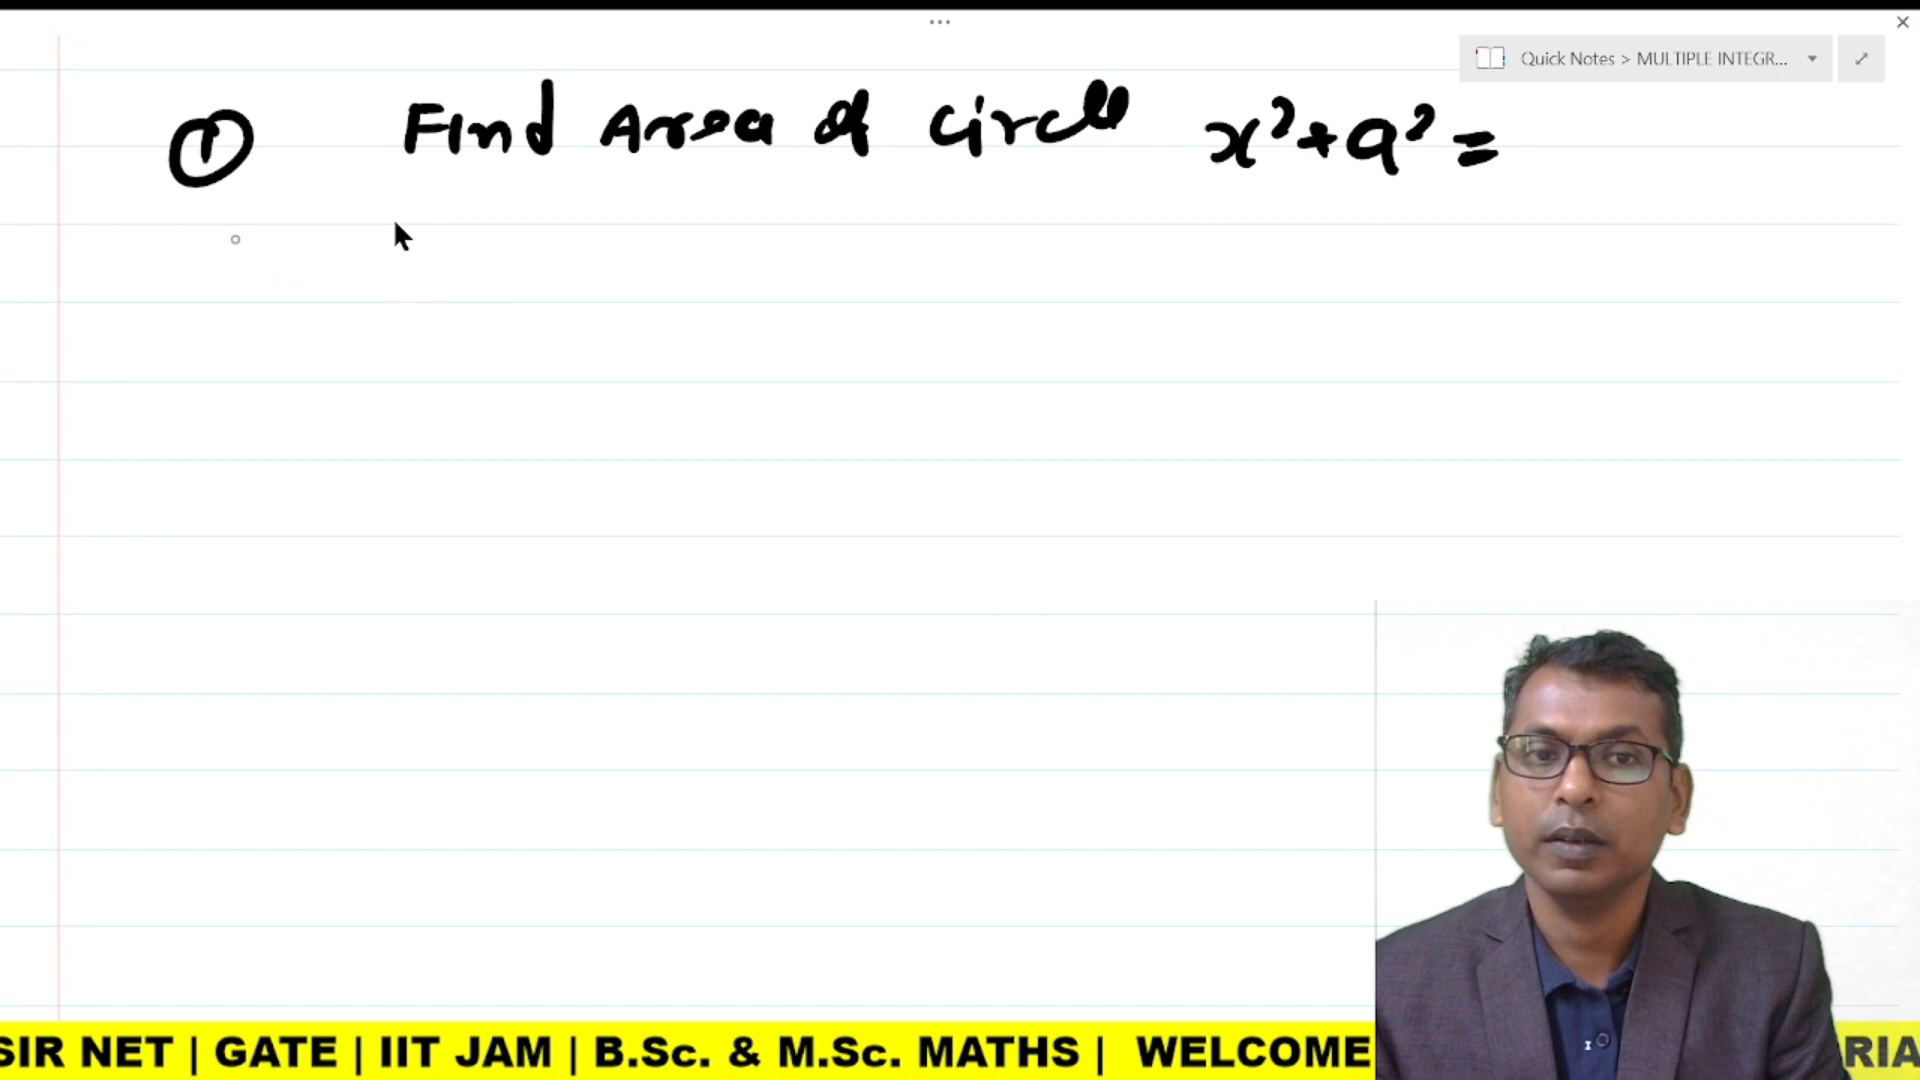 Quick Notes > MULTIPLE INTEGR...
① Find Area of Circle x²+a²=
SIR NET | GATE | IIT JAM | B.Sc. & M.Sc. MATHS | WELCOME RIA